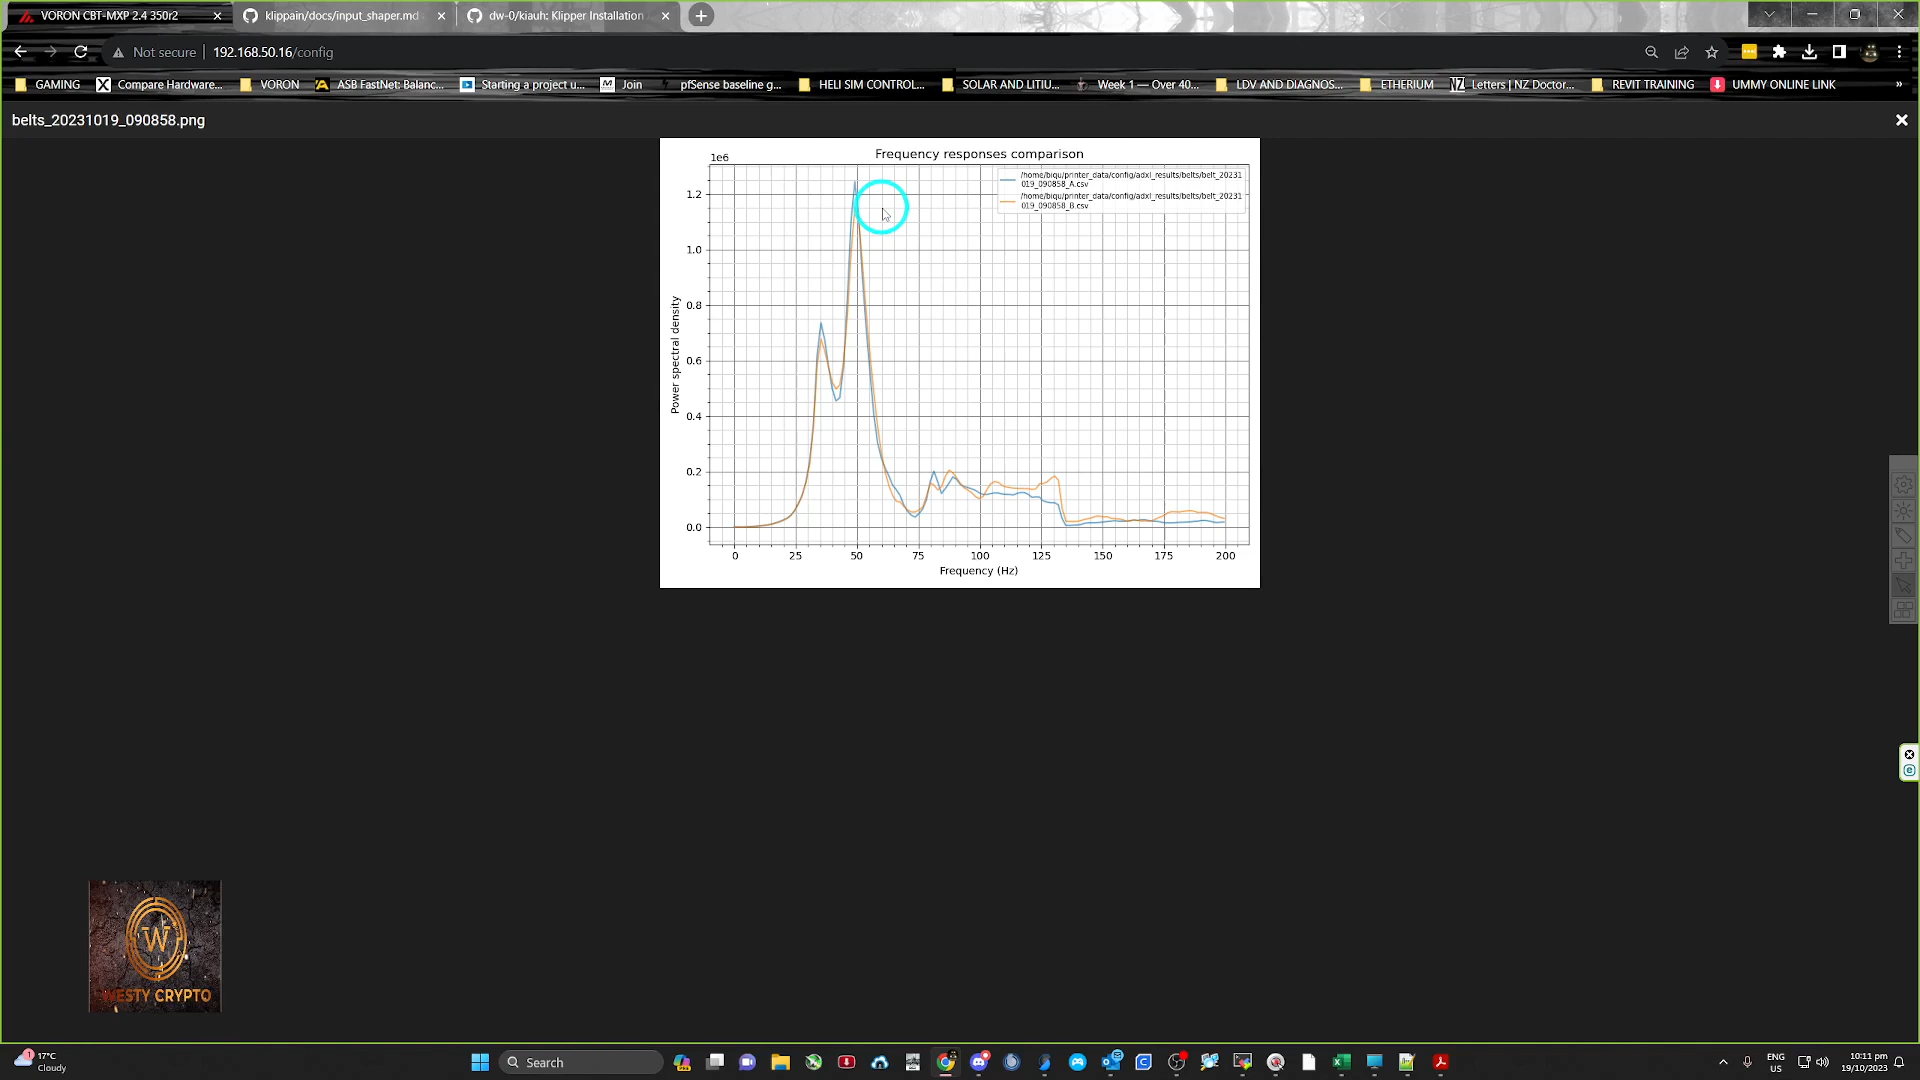 VORON CBT-MXP 2.4 350r2
klippain/docs/input_shaper.md
dw-0/kiauh: Klipper Installation
Not secure
192.168.50.16/config
GAMING
Compare Hardware...
VORON
ASB FastNet: Balanc...
Starting a project u...
Join
pfSense baseline g...
HELI SIM CONTROL...
SOLAR AND LITIU...
Week 1 — Over 40...
LDV AND DIAGNOS...
ETHERIUM
Letters | NZ Doctor...
REVIT TRAINING
UMMY ONLINE LINK
»
belts_20231019_090858.png
Frequency responses comparison
1e6
/home/biqu/printer_data/config/adxl_results/belts/belt_20231
019_090858_A.csv
/home/biqu/printer_data/config/adxl_results/belts/belt_20231
019_090858_B.csv
Power spectral density
1.2
1.0
0.8
0.6
0.4
0.2
0.0
0 25 50 75 100 125 150 175 200
Frequency (Hz)
W
WESTY CRYPTO
1
17°C
Cloudy
Search
ENG
US
10:11 pm
19/10/2023